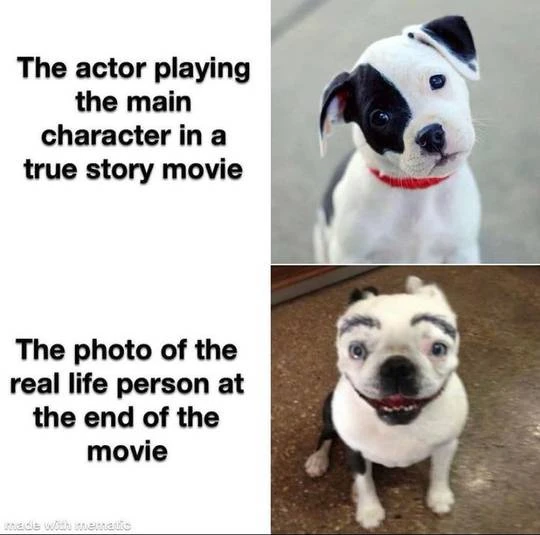 The actor playing
the main
character in a
true story movie
The photo of the
real life person at
the end of the
movie
made with mematic